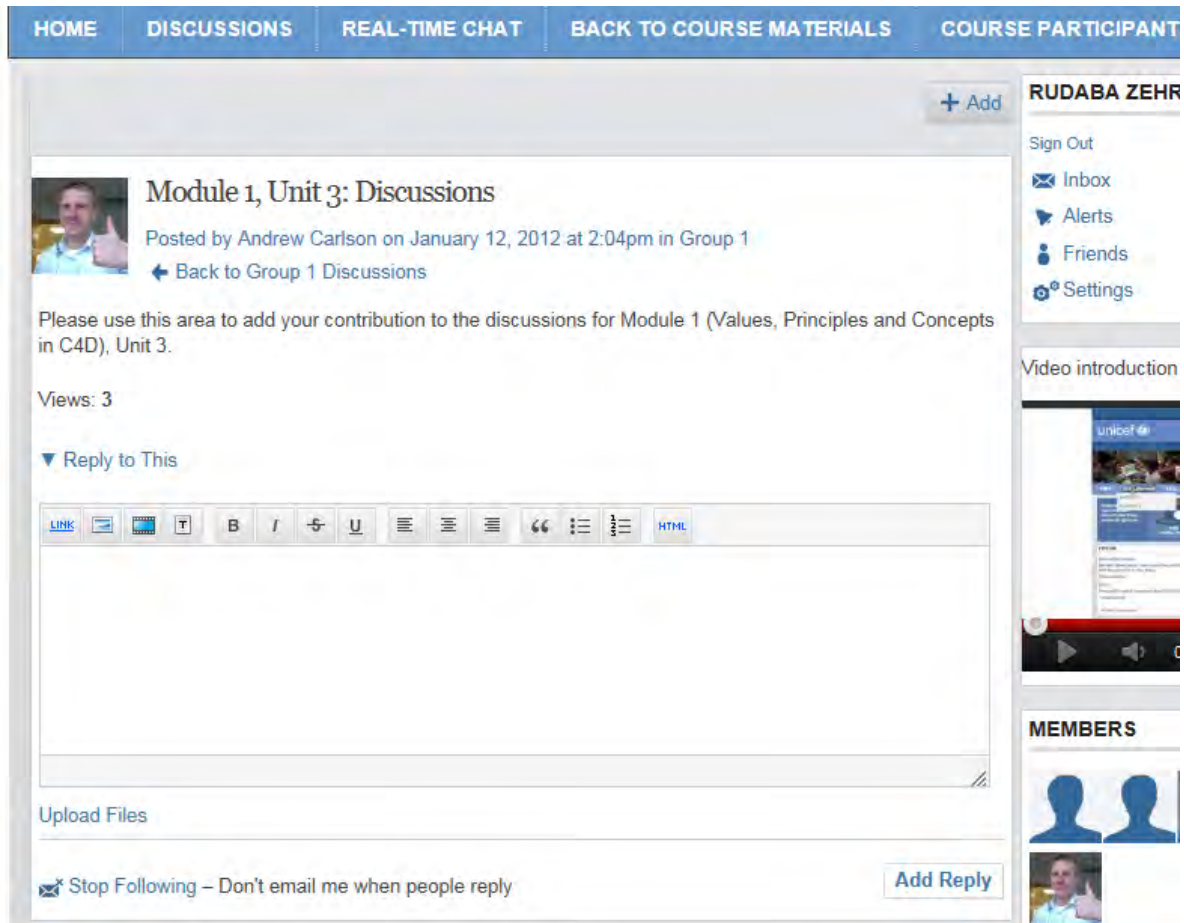 HOME DISCUSSIONS REAL-TIME CHAT BACK TO COURSE MATERIALS COURSE PARTICIPANT
+ Add
Module 1, Unit 3: Discussions
Posted by Andrew Carlson on January 12, 2012 at 2:04pm in Group 1
Back to Group 1 Discussions
Please use this area to add your contribution to the discussions for Module 1 (Values, Principles and Concepts
in C4D), Unit 3.
Views: 3
Reply to This
LINK T B I S U HTML
Upload Files
Stop Following – Don't email me when people reply
Add Reply
RUDABA ZEHR
Sign Out
Inbox
Alerts
Friends
Settings
Video introduction
unicef
MEMBERS